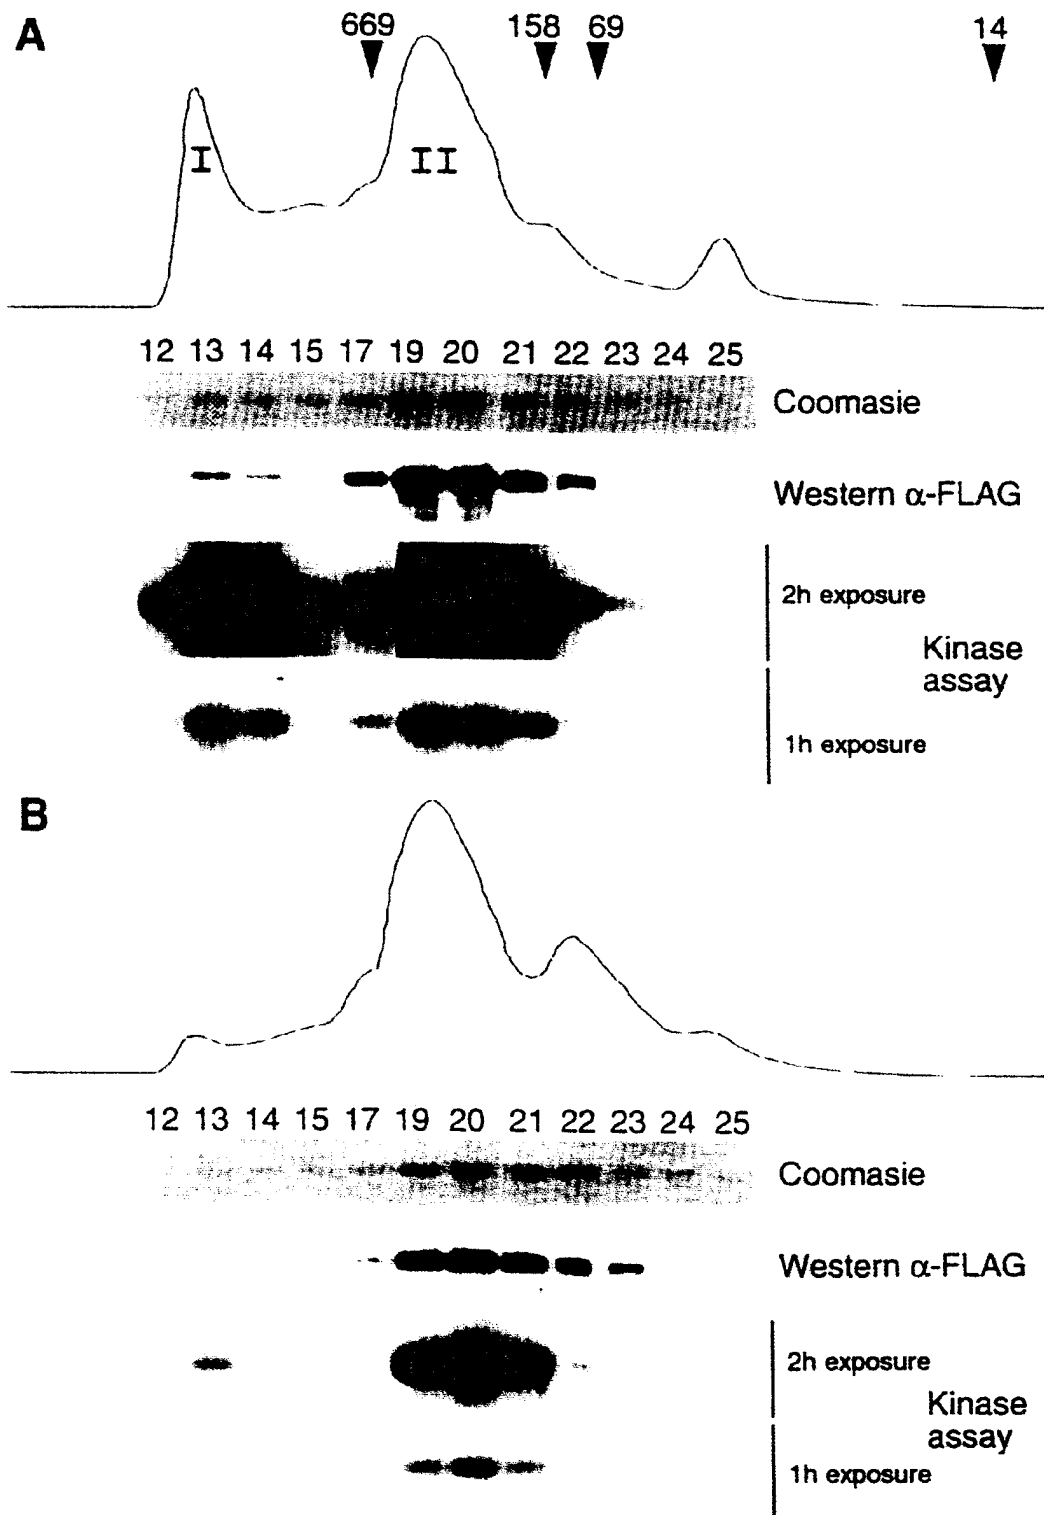 A
669 158 69 14
I II
12 13 14 15 17 19 20 21 22 23 24 25
Coomasie
Western α-FLAG
2h exposure
Kinase
assay
1h exposure
B
12 13 14 15 17 19 20 21 22 23 24 25
Coomasie
Western α-FLAG
2h exposure
Kinase
assay
1h exposure